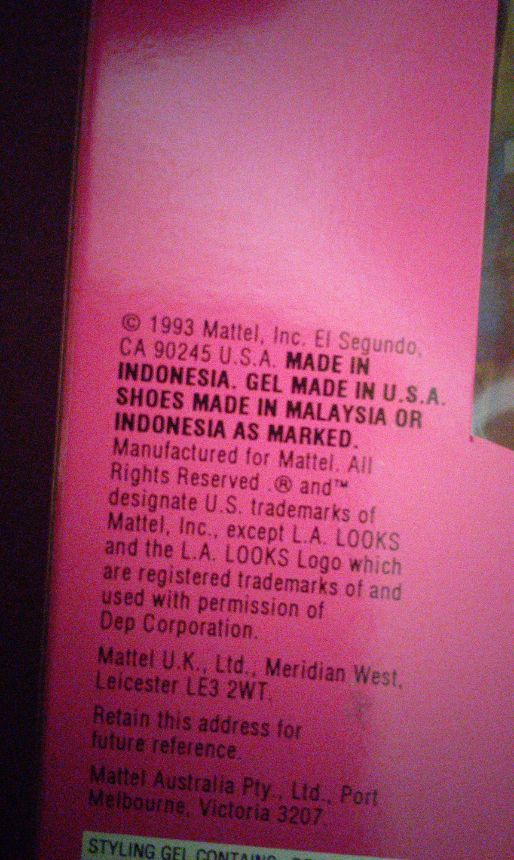 © 1993 Mattel, Inc. El Segundo,
CA 90245 U.S.A. MADE IN
INDONESIA. GEL MADE IN U.S.A.
SHOES MADE IN MALAYSIA OR
INDONESIA AS MARKED.
Manufactured for Mattel. All
Rights Reserved .® and™
designate U.S. trademarks of
Mattel, Inc., except L.A. LOOKS
and the L.A. LOOKS Logo which
are registered trademarks of and
used with permission of
Dep Corporation.
Mattel U.K., Ltd., Meridian West,
Leicester LE3 2WT.
Retain this address for
future reference.
Mattel Australia Pty., Ltd., Port
Melbourne, Victoria 3207.
STYLING GEL CONTAINS